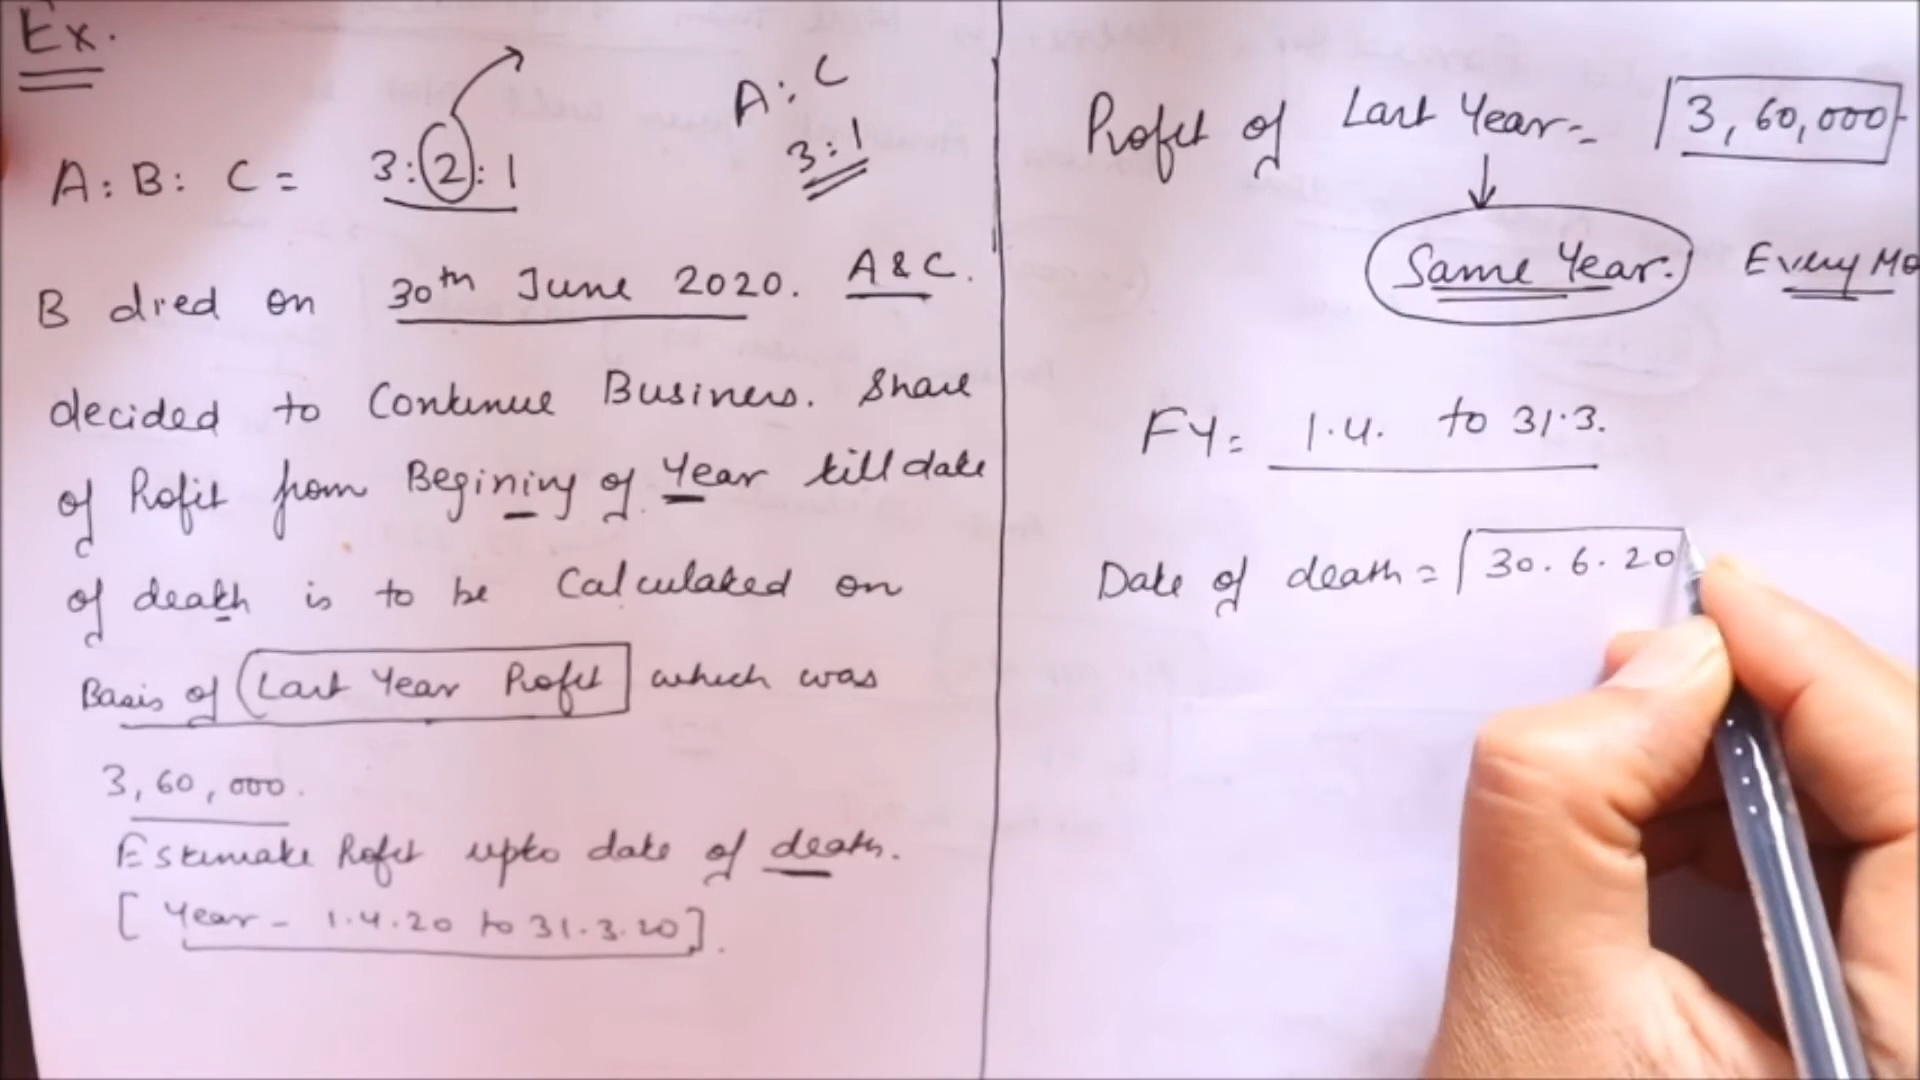 Ex.
A : C
3 : 1
A : B : C = 3 : 2 : 1
B died on 30th June 2020. A & C.
decided to Continue Business. Share
of Profit from Begining of Year till date
of death is to be Calculated on
Basis of Last Year Profit which was
3,60,000.
Estimate Profit upto date of death.
[ Year - 1.4.20 to 31.3.20 ].
Profit of Last Year = 3,60,000/-
Same Year. Every Mo
FY = 1.4. to 31.3.
Date of death = 30.6.20